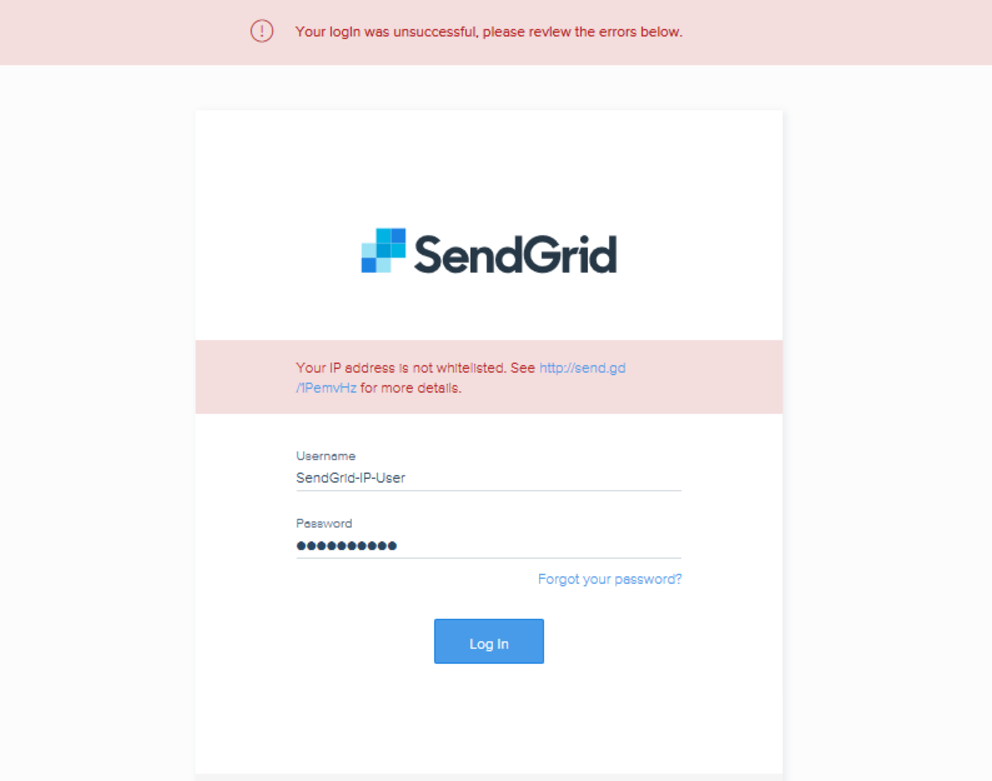 Your login was unsuccessful, please review the errors below.
SendGrid
Your IP address is not whitelisted. See http://send.gd
/1PemvHz for more details.
Username
SendGrid-IP-User
Password
Forgot your password?
Log In